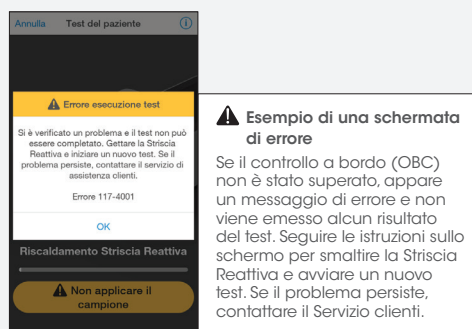 Annulla Test del paziente
Errore esecuzione test
Si è verificato un problema e il test non può
essere completato. Gettare la Striscia
Reattiva e iniziare un nuovo test. Se il
problema persiste, contattare il servizio di
assistenza clienti.
Errore 117-4001
OK
Riscaldamento Striscia Reattiva
Non applicare il
campione
Esempio di una schermata
di errore
Se il controllo a bordo (OBC)
non è stato superato, appare
un messaggio di errore e non
viene emesso alcun risultato
del test. Seguire le istruzioni sullo
schermo per smaltire la Striscia
Reattiva e avviare un nuovo
test. Se il problema persiste,
contattare il Servizio clienti.